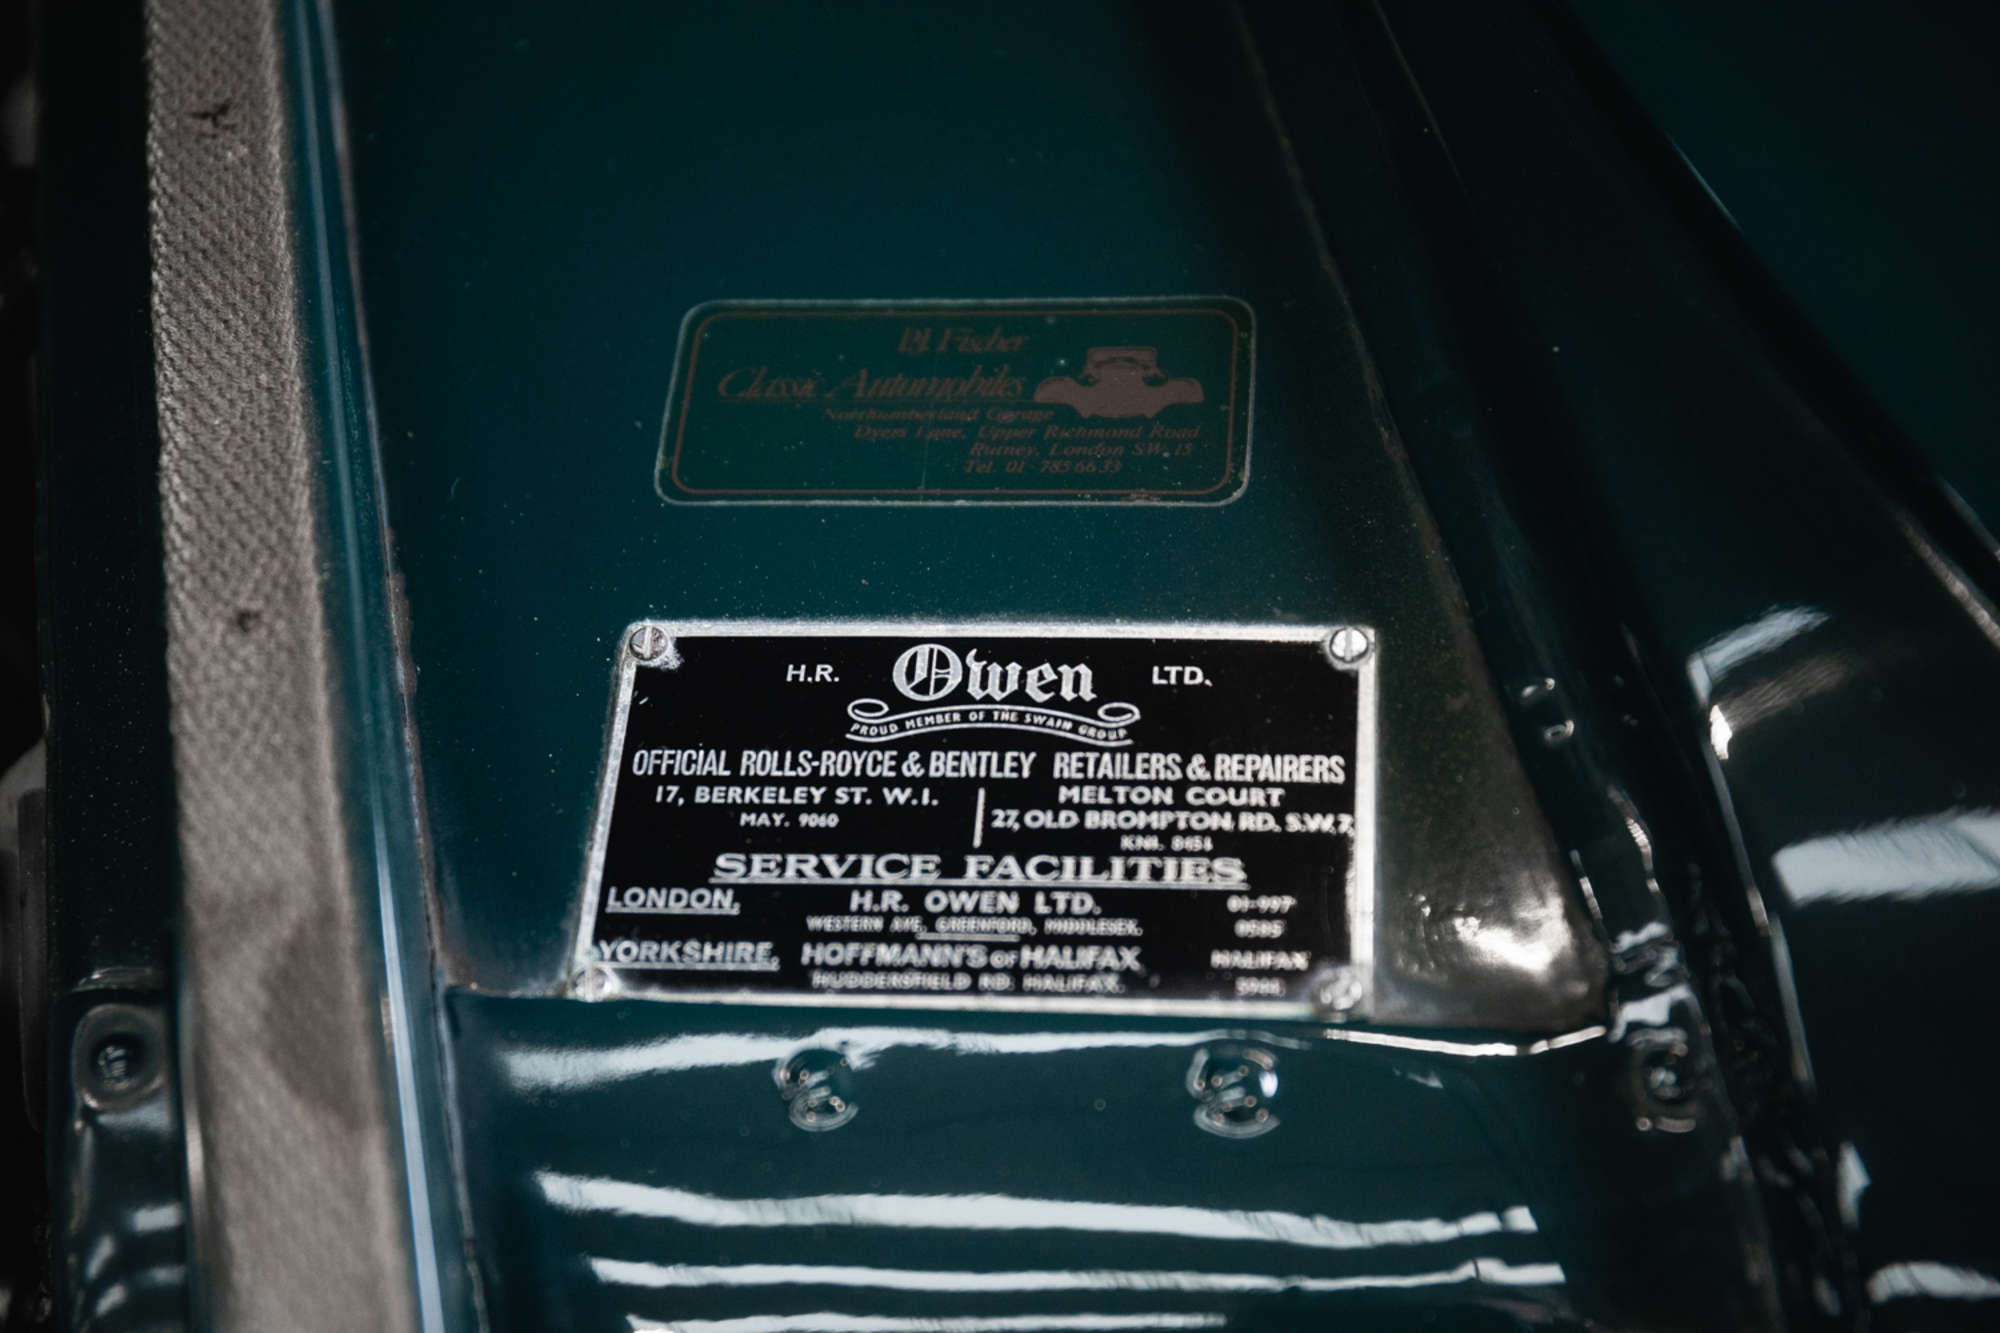 P.J. Fischer
Classic Automobiles
Northumberland Garage
Dyers Lane, Upper Richmond Road
Putney, London SW. 15
Tel. 01 - 785 66 33
H.R. Owen LTD.
PROUD MEMBER OF THE SWAIN GROUP
OFFICIAL ROLLS-ROYCE & BENTLEY RETAILERS & REPAIRERS
17, BERKELEY ST. W.1. MELTON COURT
MAY. 9060 27, OLD BROMPTON RD. S.W.7.
KNI.
SERVICE FACILITIES
LONDON, H.R. OWEN LTD. 01-997
WESTERN AVE, GREENFORD, MIDDLESEX.
YORKSHIRE, HOFFMANN'S OF HALIFAX HALIFAX
HUDDERSFIELD RD. HALIFAX.